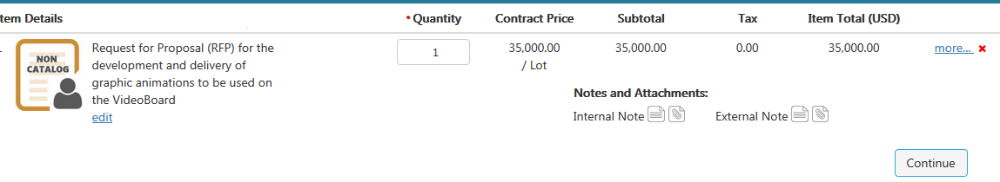 tem Details * Quantity Contract Price Subtotal Tax Item Total (USD)
NON CATALOG
Request for Proposal (RFP) for the
development and delivery of
graphic animations to be used on
the VideoBoard
edit
1
35,000.00
/ Lot
35,000.00
0.00
35,000.00
more...
Notes and Attachments:
Internal Note
External Note
Continue